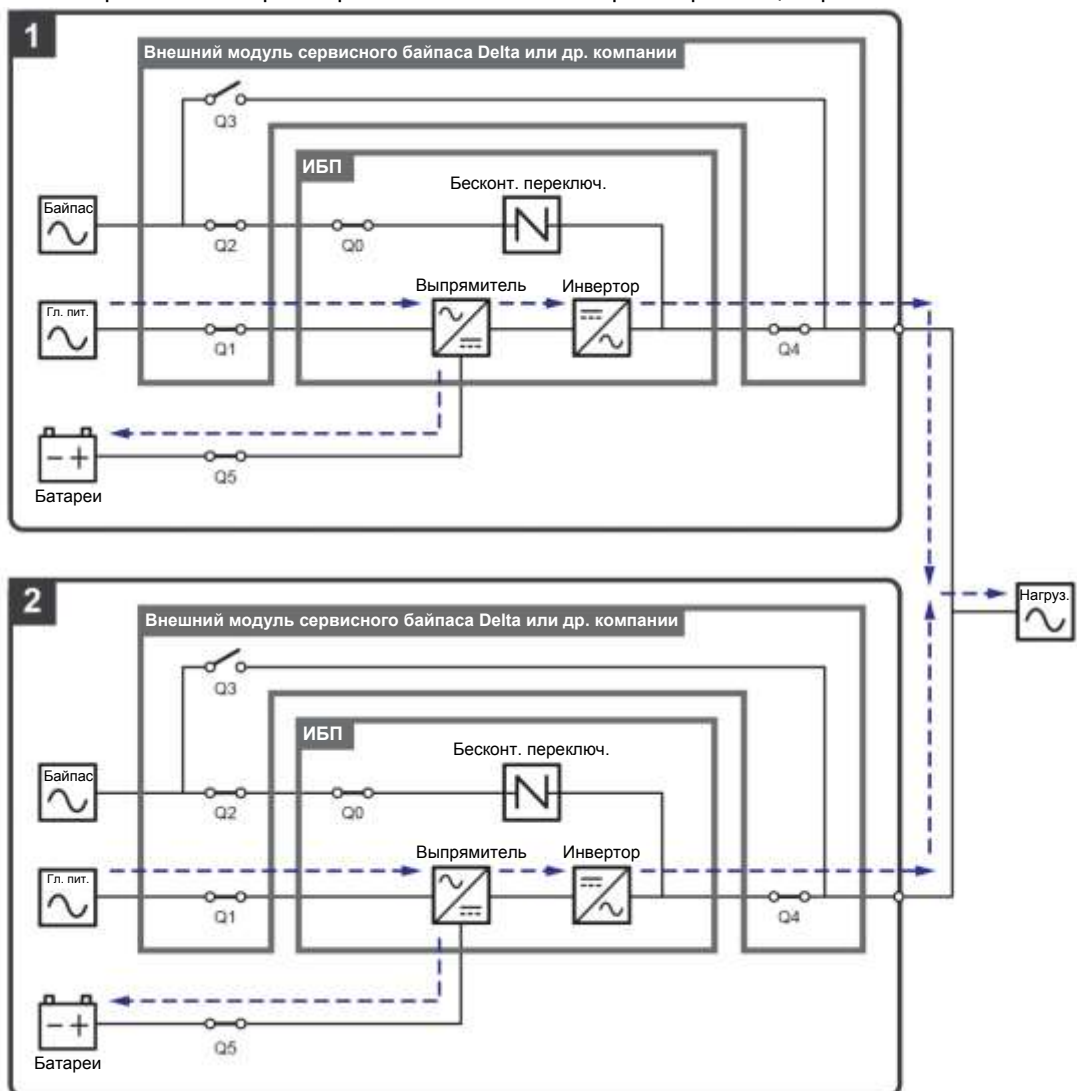 1
Внешний модуль сервисного байпаса Delta или др. компании
Q3
ИБП
Бесконт. переключ.
Байпас
Q2
Q0
Выпрямитель
Инвертор
Гл. пит.
Q1
Q4
Q5
Батареи
2
Внешний модуль сервисного байпаса Delta или др. компании
Нагруз.
Q3
ИБП
Бесконт. переключ.
Байпас
Q2
Q0
Выпрямитель
Инвертор
Гл. пит.
Q1
Q4
Q5
Батареи